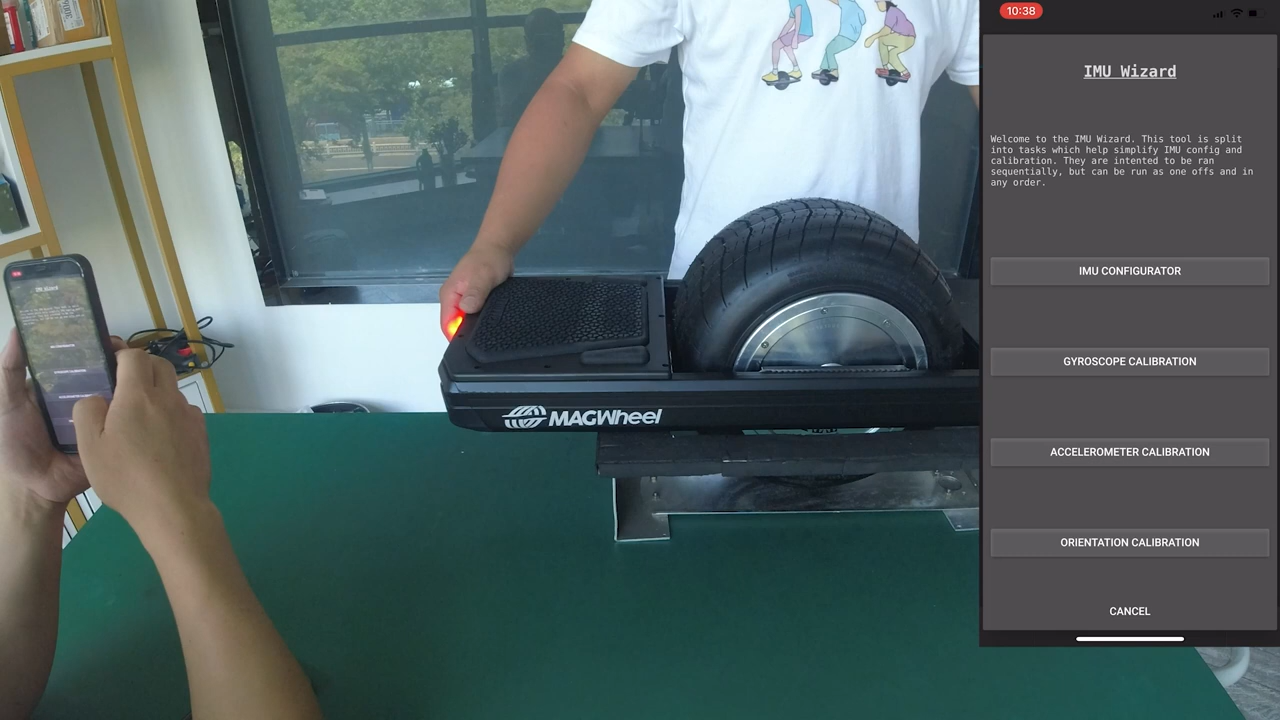 10:38
IMU Wizard
Welcome to the IMU Wizard. This tool is split
into tasks which help simplify IMU config and
calibration. They are intented to be ran
sequentially, but can be run as one offs and in
any order.
IMU CONFIGURATOR
GYROSCOPE CALIBRATION
ACCELEROMETER CALIBRATION
ORIENTATION CALIBRATION
CANCEL
MAGWheel